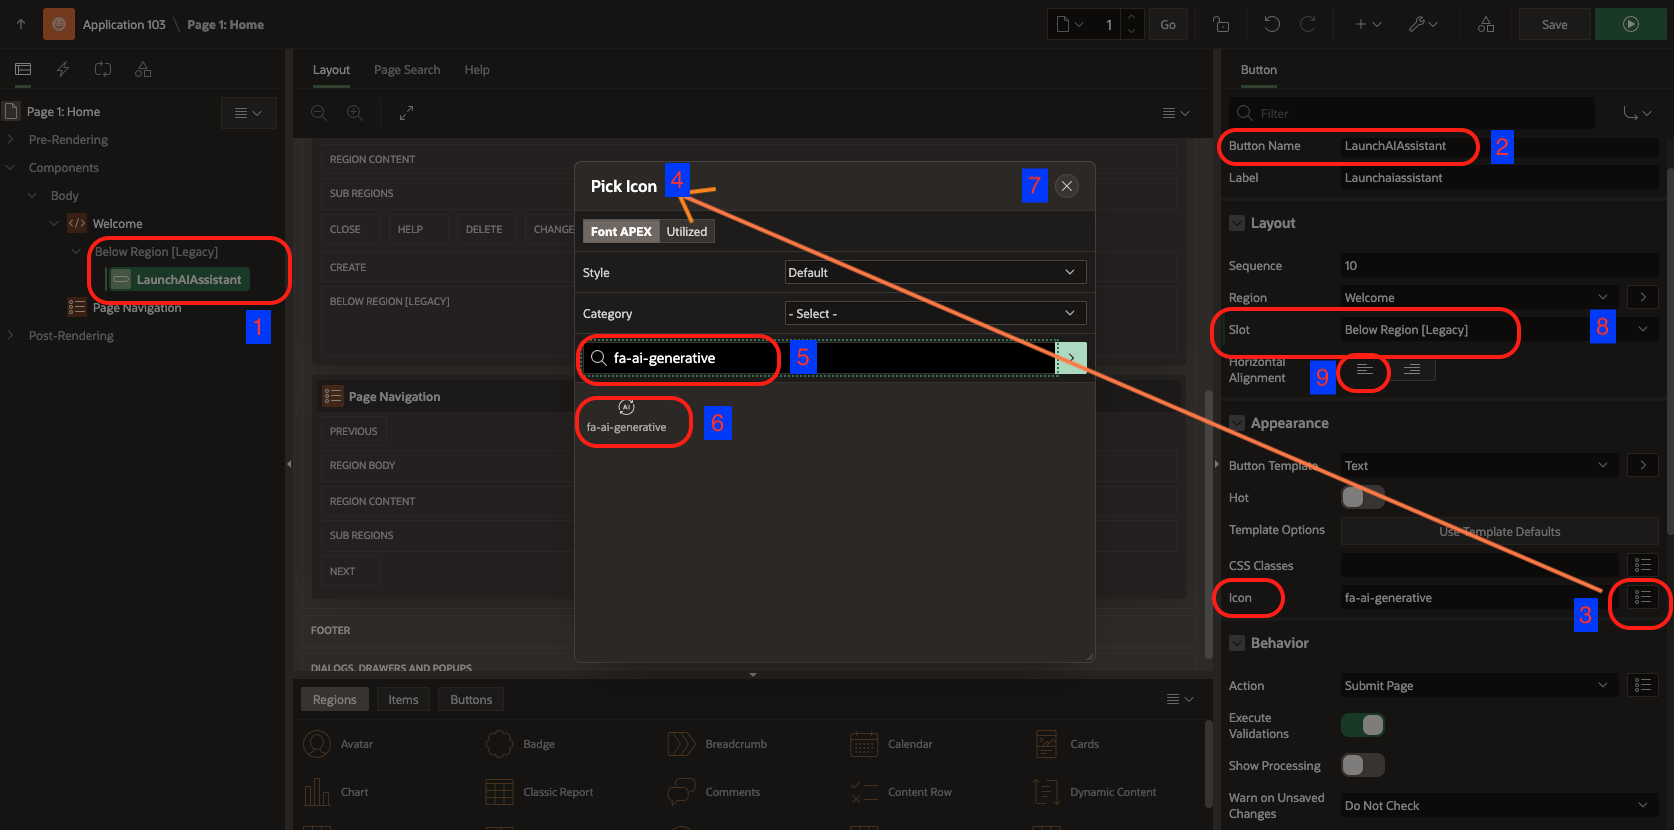 Application 103 \ Page 1: Home
1
Go
Save
Page 1: Home
Pre-Rendering
Components
Body
Welcome
Below Region [Legacy]
LaunchAIAssistant
Page Navigation
1
Post-Rendering
Layout
Page Search
Help
REGION CONTENT
SUB REGIONS
CLOSE
HELP
DELETE
CHANGE
CREATE
BELOW REGION [LEGACY]
Page Navigation
PREVIOUS
REGION BODY
REGION CONTENT
SUB REGIONS
NEXT
FOOTER
DIALOGS, DRAWERS AND POPUPS
Regions
Items
Buttons
Avatar
Badge
Breadcrumb
Calendar
Cards
Chart
Classic Report
Comments
Content Row
Dynamic Content
Pick Icon
4
7
Font APEX
Utilized
Style
Default
Category
- Select -
fa-ai-generative
5
AI
fa-ai-generative
6
Button
Filter
Button Name
LaunchAIAssistant
2
Label
Launchaiassistant
Layout
Sequence
10
Region
Welcome
Slot
Below Region [Legacy]
8
Horizontal
Alignment
9
Appearance
Button Template
Text
Hot
Template Options
Use Template Defaults
CSS Classes
Icon
fa-ai-generative
3
Behavior
Action
Submit Page
Execute
Validations
Show Processing
Warn on Unsaved
Changes
Do Not Check